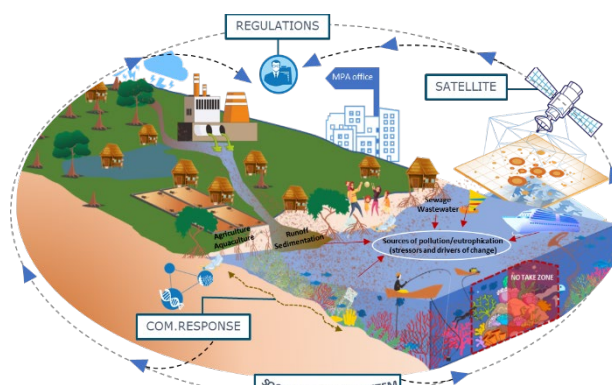 REGULATIONS
MPA office
SATELLITE
Sewage
Wastewater
Agriculture
Aquaculture
Runoff
Sedimentation
Sources of pollution/eutrophication
(stressors and drivers of change)
NO TAKE ZONE
COM.RESPONSE